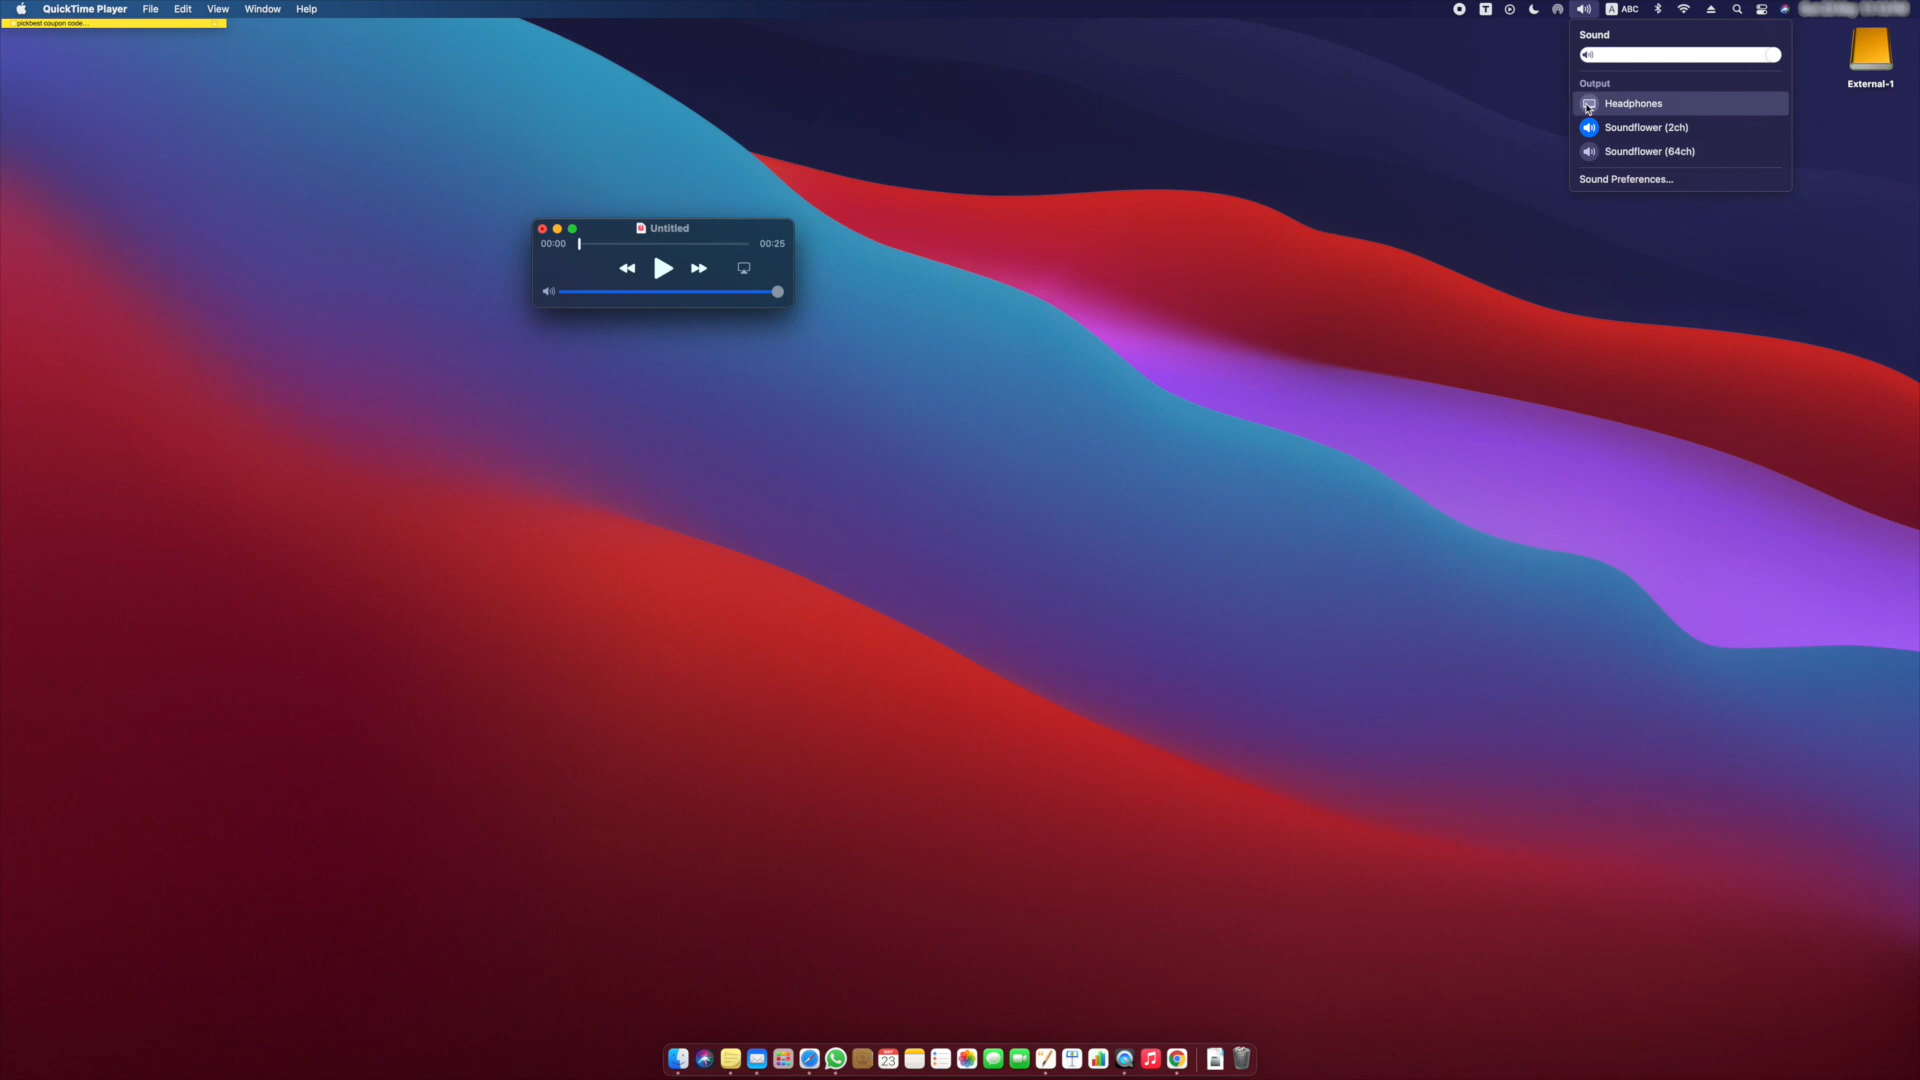 QuickTime Player File Edit View Window Help
T A ABC
pickbest coupon code...
Sound
Output
Headphones
Soundflower (2ch)
Soundflower (64ch)
Sound Preferences...
External-1
Untitled
00:00 00:25
23